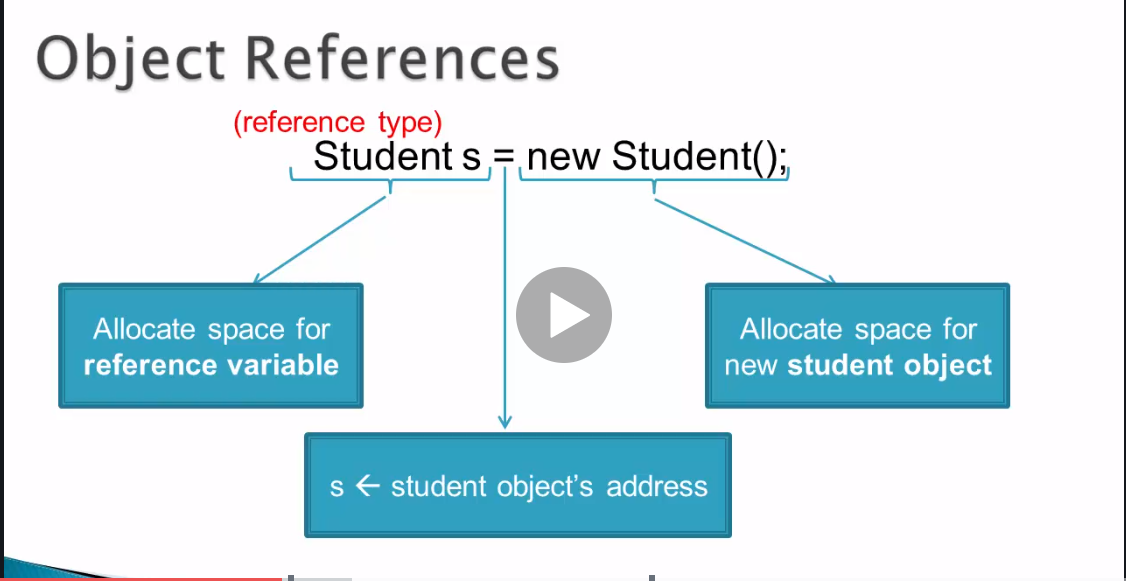 Object References
(reference type)
Student s = new Student();
Allocate space for
reference variable
Allocate space for
new student object
s ← student object’s address